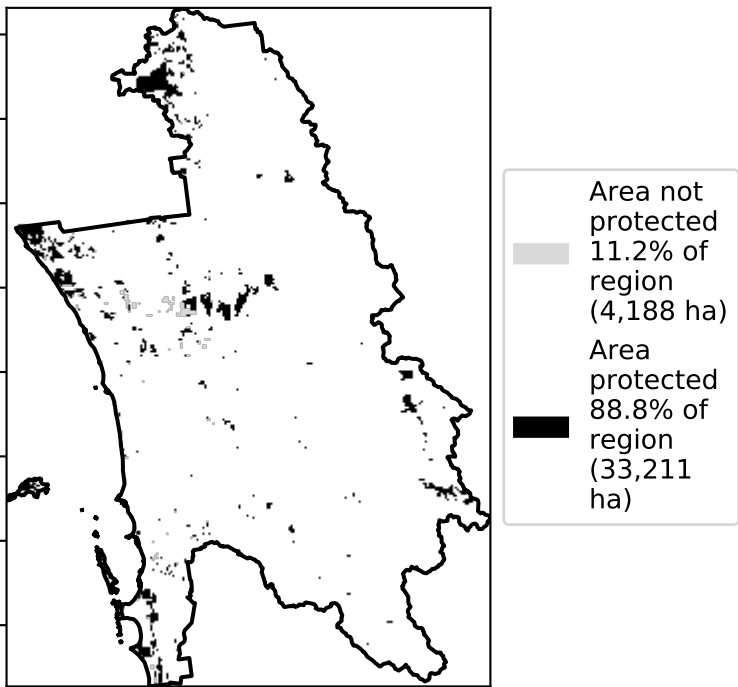 Area not
protected
11.2% of
region
(4,188 ha)
Area
protected
88.8% of
region
(33,211
ha)